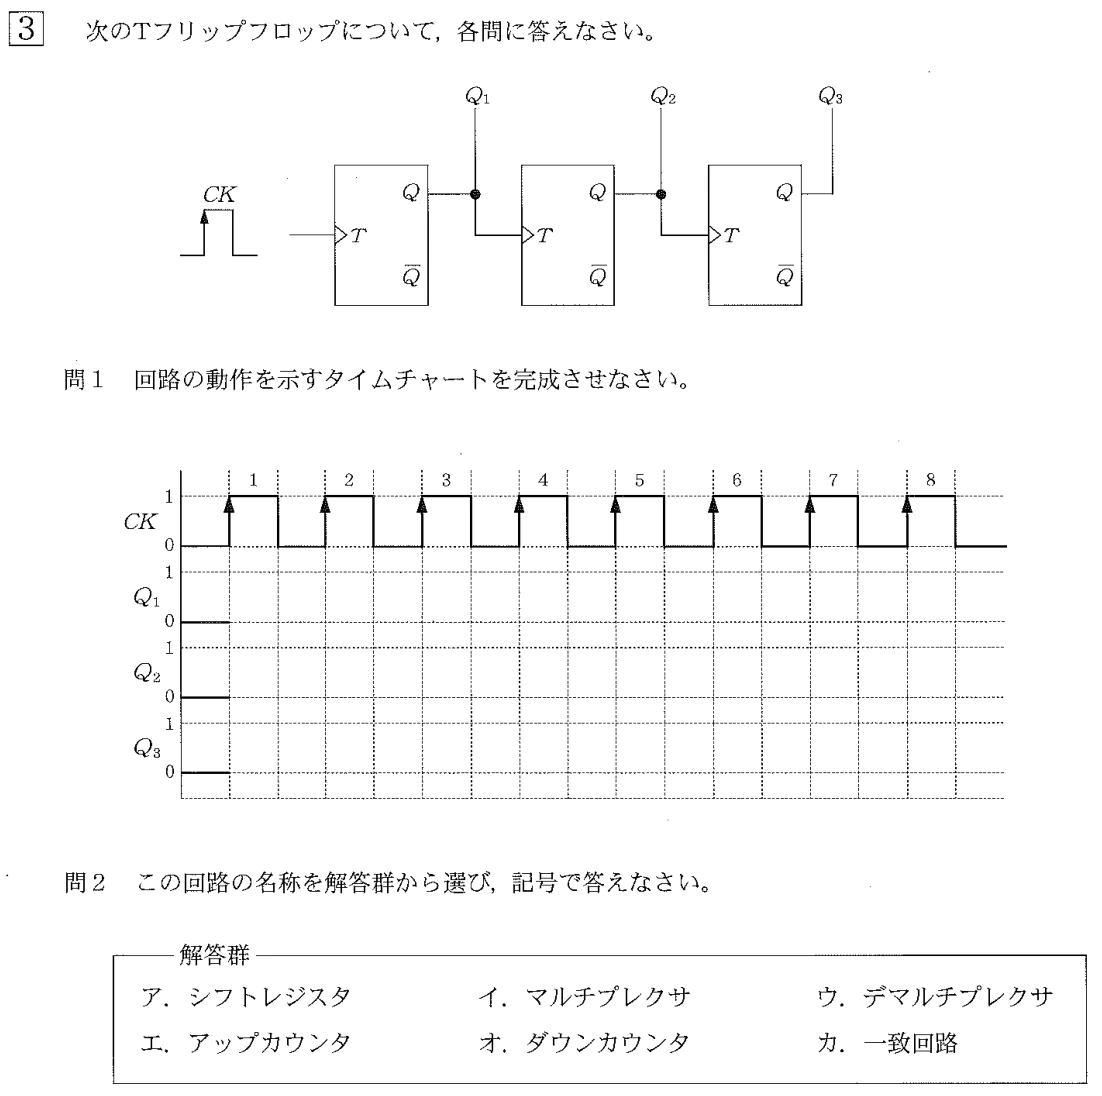 3 次のTフリップフロップについて，各問に答えなさい。
Q1 Q2 Q3
CK
Q Q Q
T T T
Q̅ Q̅ Q̅
問1 回路の動作を示すタイムチャートを完成させなさい。
1 2 3 4 5 6 7 8
1
CK
0
1
Q1
0
1
Q2
0
1
Q3
0
問2 この回路の名称を解答群から選び，記号で答えなさい。
解答群
ア．シフトレジスタ イ．マルチプレクサ ウ．デマルチプレクサ
エ．アップカウンタ オ．ダウンカウンタ カ．一致回路